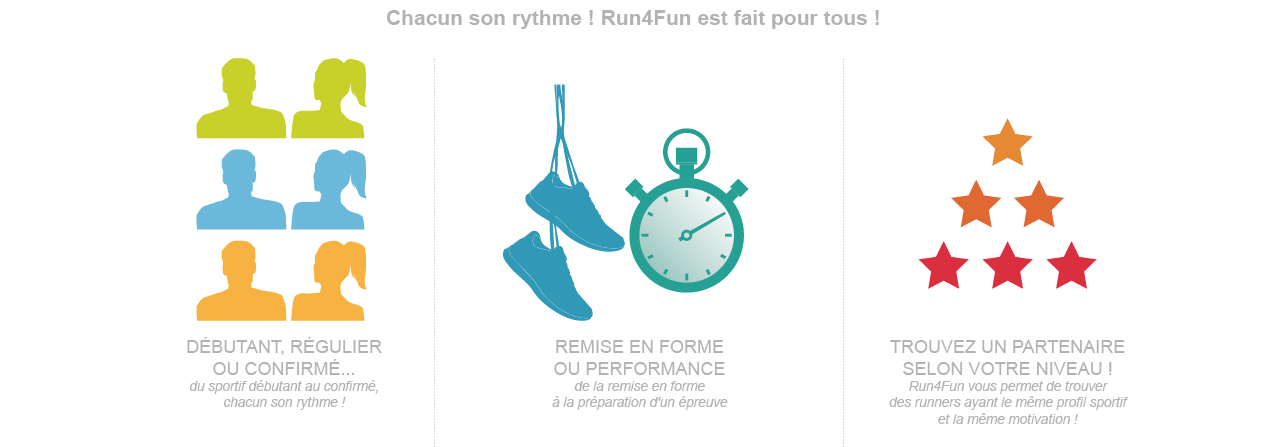 Chacun son rythme ! Run4Fun est fait pour tous !
DÉBUTANT, RÉGULIER
OU CONFIRMÉ...
du sportif débutant au confirmé,
chacun son rythme !
REMISE EN FORME
OU PERFORMANCE
de la remise en forme
à la préparation d'un épreuve
TROUVEZ UN PARTENAIRE
SELON VOTRE NIVEAU !
Run4Fun vous permet de trouver
des runners ayant le même profil sportif
et la même motivation !